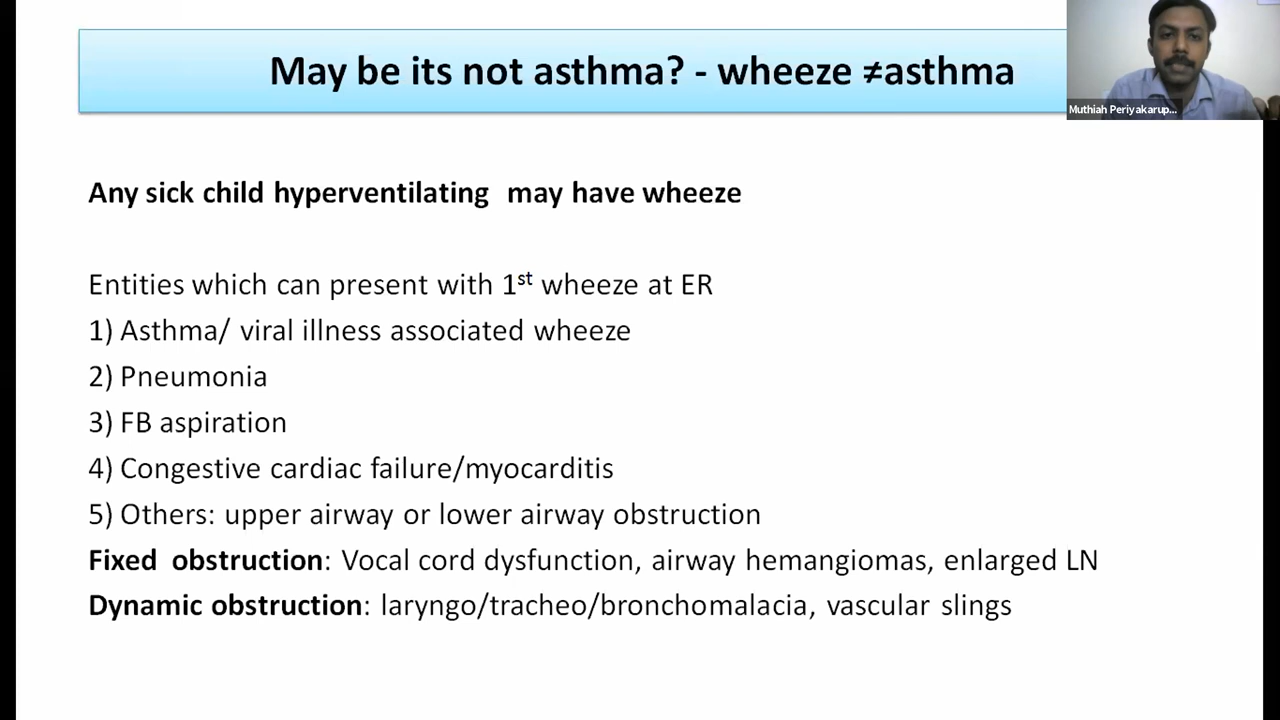 May be its not asthma? - wheeze ≠asthma
Muthiah Periyakarup...
Any sick child hyperventilating may have wheeze
Entities which can present with 1st wheeze at ER
1) Asthma/ viral illness associated wheeze
2) Pneumonia
3) FB aspiration
4) Congestive cardiac failure/myocarditis
5) Others: upper airway or lower airway obstruction
Fixed obstruction: Vocal cord dysfunction, airway hemangiomas, enlarged LN
Dynamic obstruction: laryngo/tracheo/bronchomalacia, vascular slings